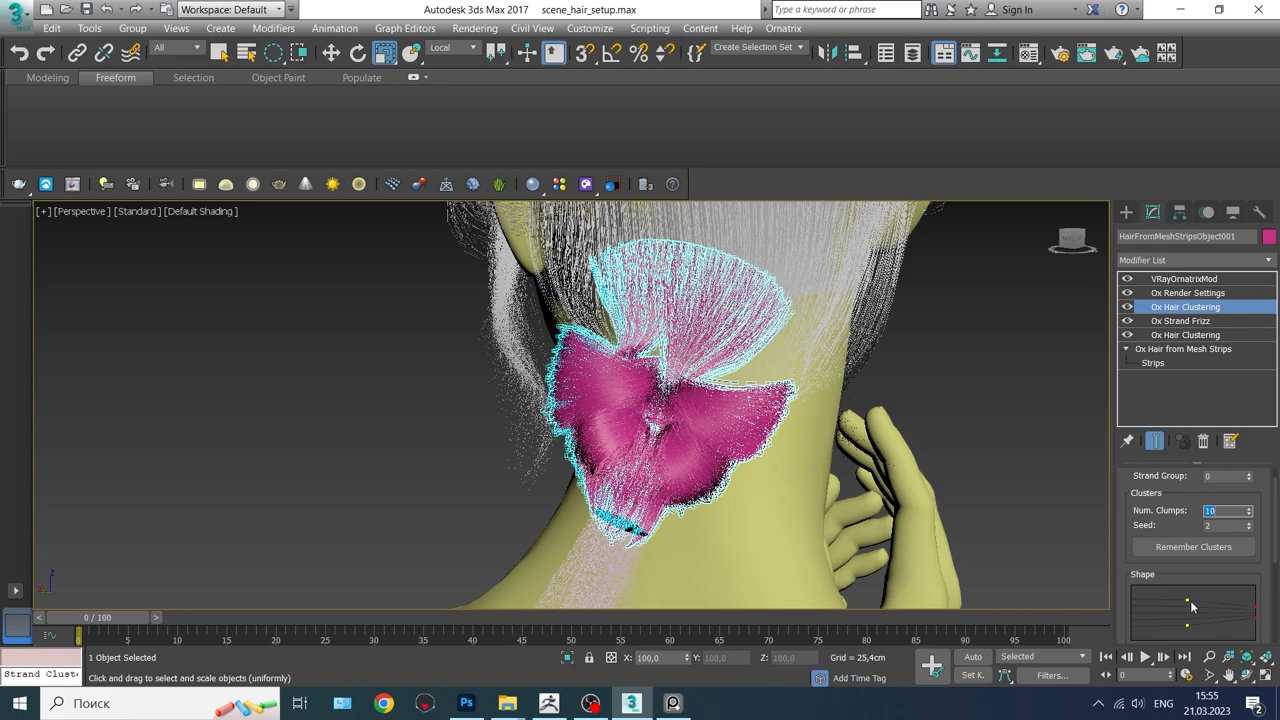 Workspace: Default
Autodesk 3ds Max 2017 scene_hair_setup.max
Type a keyword or phrase
Sign In
3
MAX
Edit Tools Group Views Create Modifiers Animation Graph Editors Rendering Civil View Customize Scripting Content Help Ornatrix
All
Local
Create Selection Set
Modeling Freeform Selection Object Paint Populate
[+] [Perspective] [Standard] [Default Shading]
HairFromMeshStripsObject001
Modifier List
VRayOrnatrixMod
Ox Render Settings
Ox Hair Clustering
Ox Strand Frizz
Ox Hair Clustering
Ox Hair from Mesh Strips
Strips
Strand Group: 0
Clusters
Num. Clumps: 10
Seed: 2
Remember Clusters
Shape
z
0 / 100
0 5 10 15 20 25 30 35 40 45 50 55 60 65 70 75 80 85 90 95 100
1 Object Selected
X: 100,0 Y: 100,0 Z: 100,0 Grid = 25,4cm
Auto Selected
Strand Clust
Click and drag to select and scale objects (uniformly)
Add Time Tag
Set K. Filters...
0
Поиск
Ps
3
ENG
15:55
21.03.2023
2